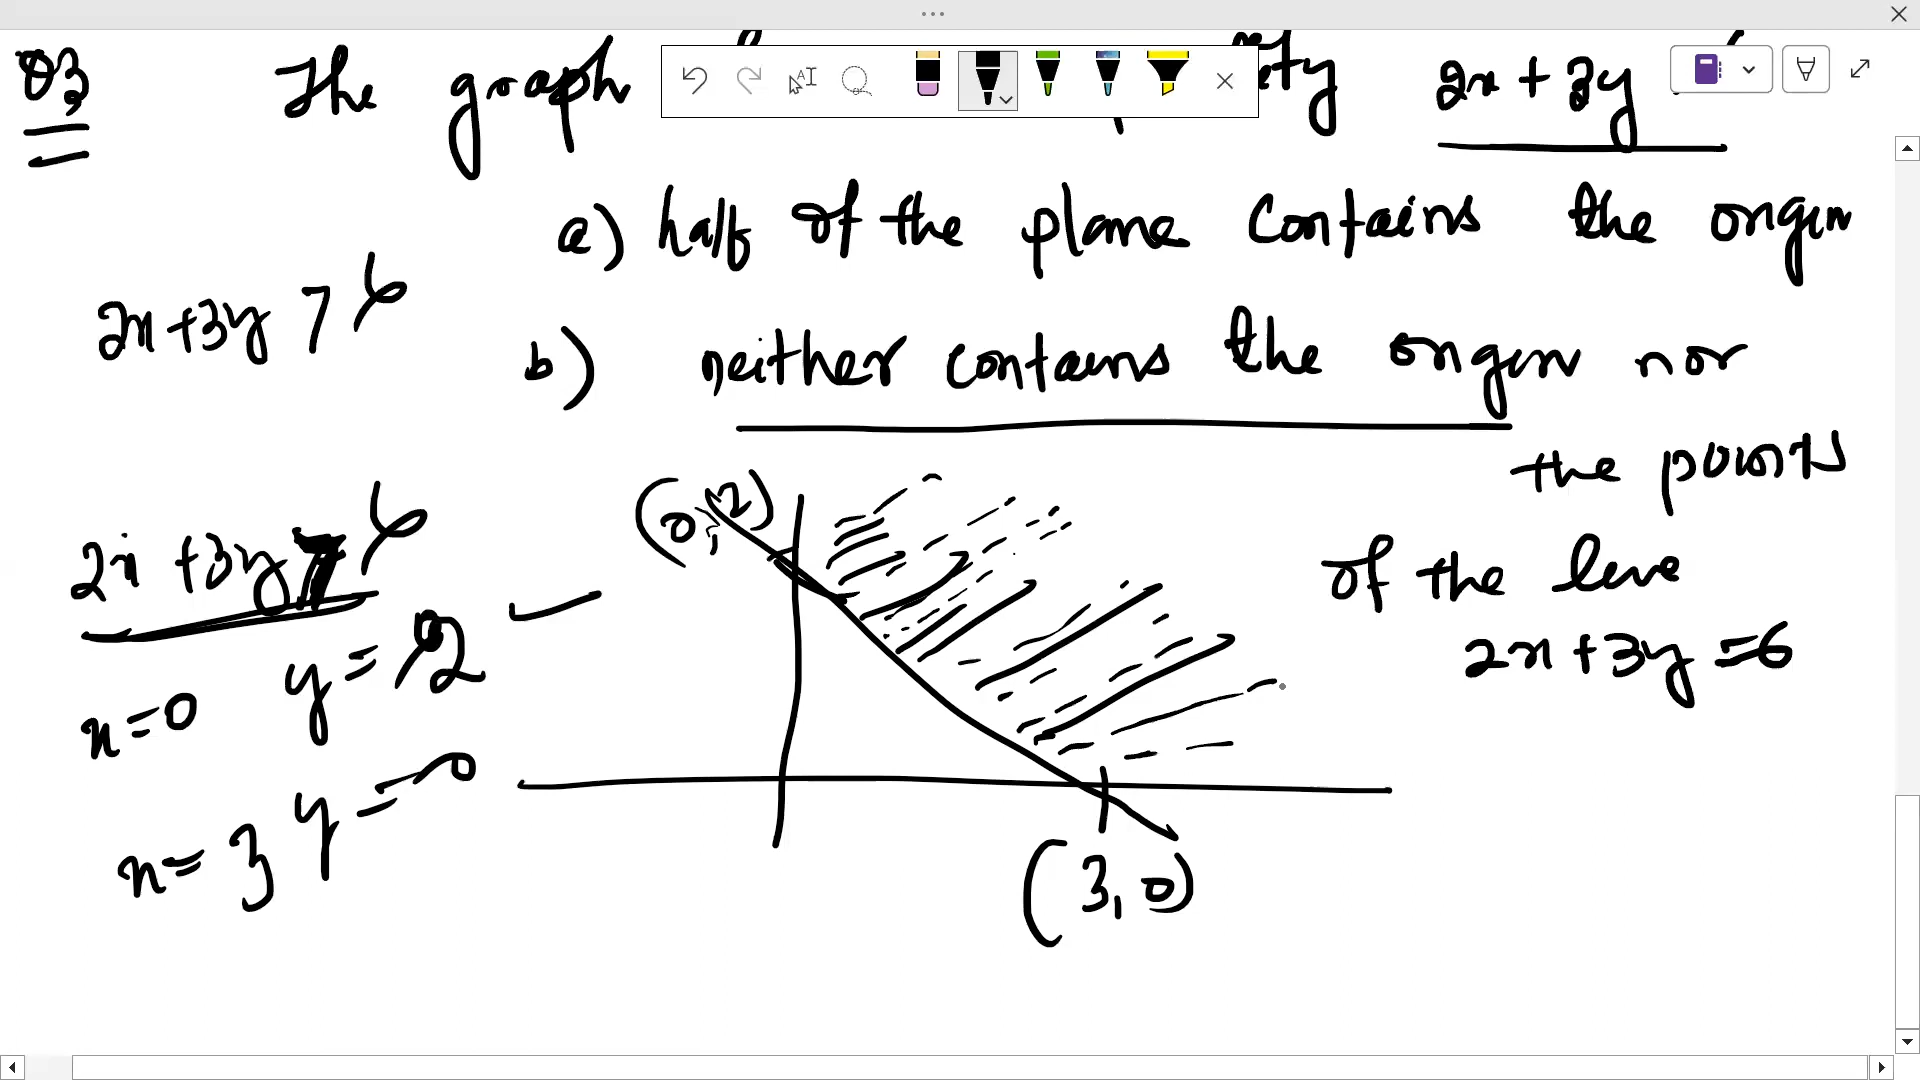 Q3 The graph 2x + 3y
a) half of the plane contains the origin
2x+3y > 6
b) neither contains the origin nor
the points
of the line
2x+3y = 6
2x + 3y > 6
x = 0 y = 2
x = 3 y = 0
(0, 2)
(3, 0)